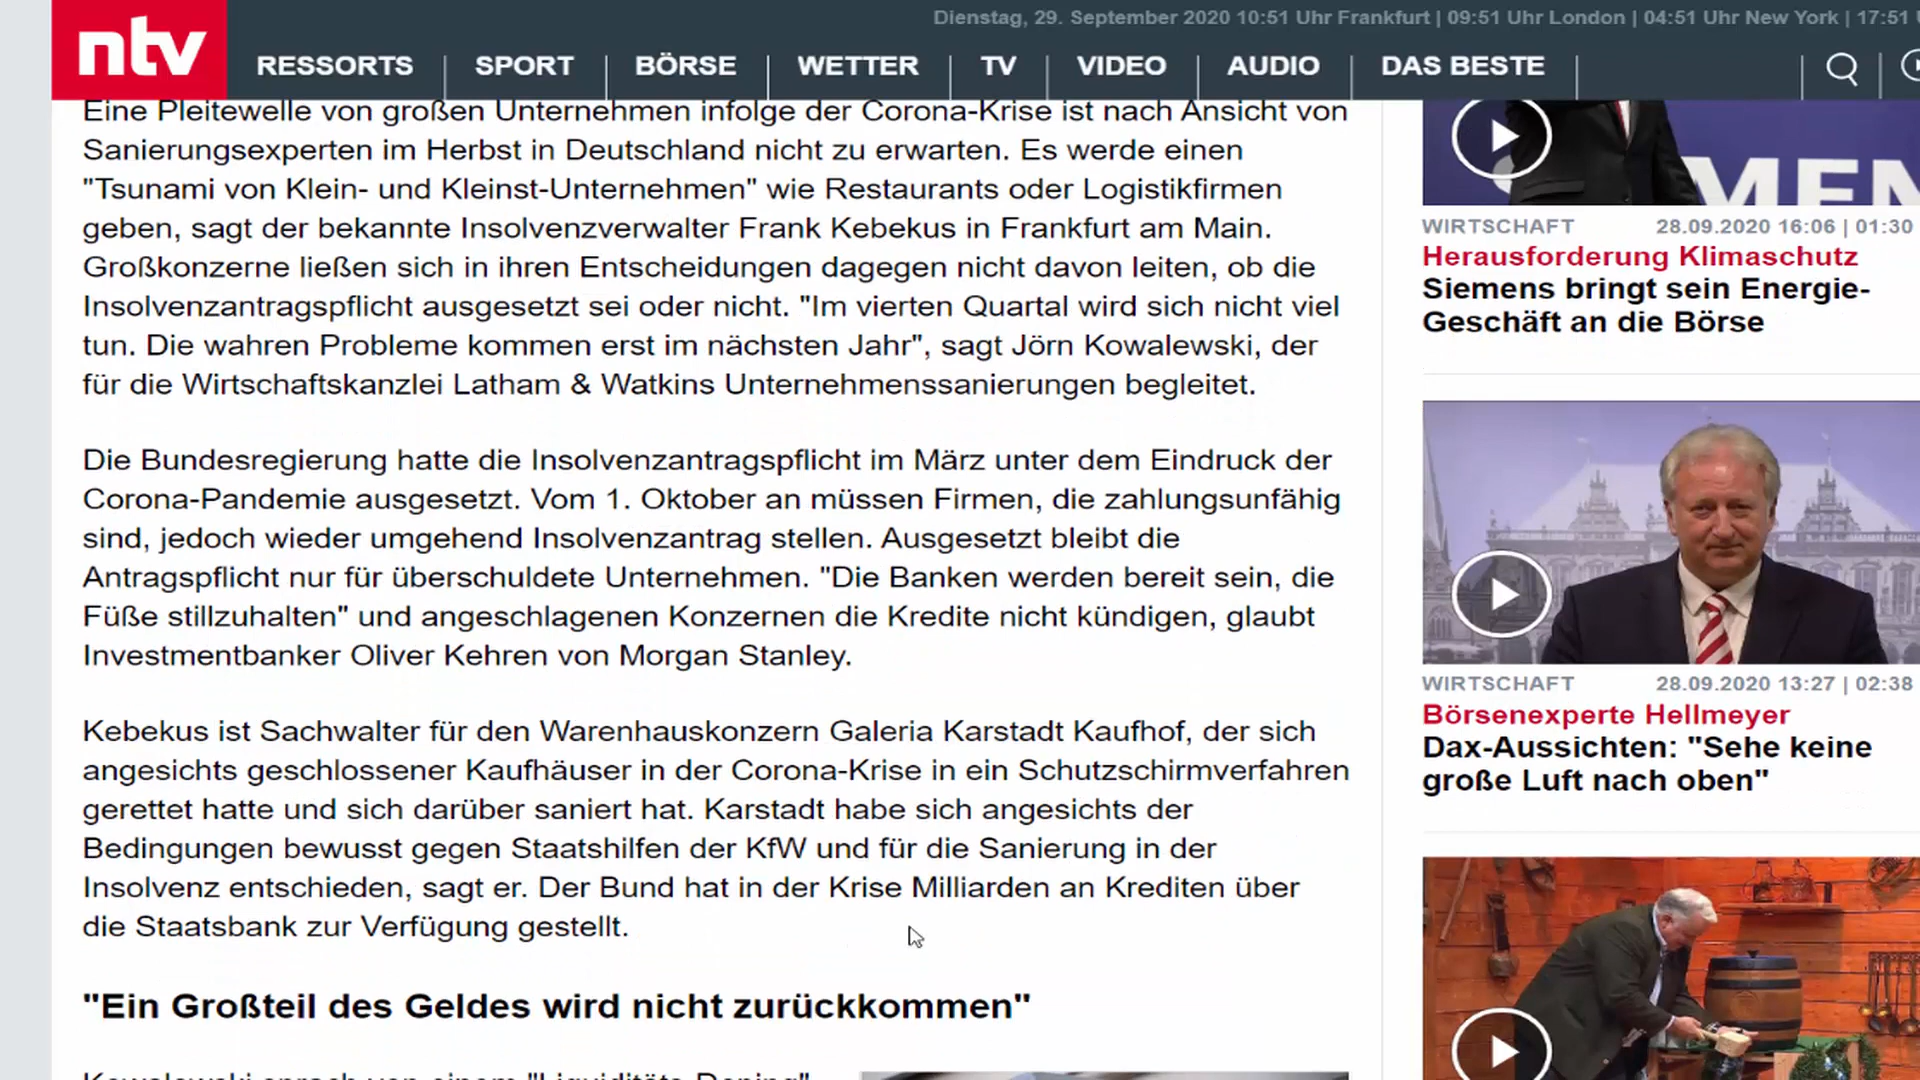 Dienstag, 29. September 2020 10:51 Uhr Frankfurt | 09:51 Uhr London | 04:51 Uhr New York | 17:51
ntv
RESSORTS
SPORT
BÖRSE
WETTER
TV
VIDEO
AUDIO
DAS BESTE
Eine Pleitewelle von großen Unternehmen infolge der Corona-Krise ist nach Ansicht von
Sanierungsexperten im Herbst in Deutschland nicht zu erwarten. Es werde einen
"Tsunami von Klein- und Kleinst-Unternehmen" wie Restaurants oder Logistikfirmen
geben, sagt der bekannte Insolvenzverwalter Frank Kebekus in Frankfurt am Main.
Großkonzerne ließen sich in ihren Entscheidungen dagegen nicht davon leiten, ob die
Insolvenzantragspflicht ausgesetzt sei oder nicht. "Im vierten Quartal wird sich nicht viel
tun. Die wahren Probleme kommen erst im nächsten Jahr", sagt Jörn Kowalewski, der
für die Wirtschaftskanzlei Latham & Watkins Unternehmenssanierungen begleitet.
Die Bundesregierung hatte die Insolvenzantragspflicht im März unter dem Eindruck der
Corona-Pandemie ausgesetzt. Vom 1. Oktober an müssen Firmen, die zahlungsunfähig
sind, jedoch wieder umgehend Insolvenzantrag stellen. Ausgesetzt bleibt die
Antragspflicht nur für überschuldete Unternehmen. "Die Banken werden bereit sein, die
Füße stillzuhalten" und angeschlagenen Konzernen die Kredite nicht kündigen, glaubt
Investmentbanker Oliver Kehren von Morgan Stanley.
Kebekus ist Sachwalter für den Warenhauskonzern Galeria Karstadt Kaufhof, der sich
angesichts geschlossener Kaufhäuser in der Corona-Krise in ein Schutzschirmverfahren
gerettet hatte und sich darüber saniert hat. Karstadt habe sich angesichts der
Bedingungen bewusst gegen Staatshilfen der KfW und für die Sanierung in der
Insolvenz entschieden, sagt er. Der Bund hat in der Krise Milliarden an Krediten über
die Staatsbank zur Verfügung gestellt.
"Ein Großteil des Geldes wird nicht zurückkommen"
Kowalewski sprach von einem "Liquiditäts-Doping"
WIRTSCHAFT 28.09.2020 16:06 | 01:30
Herausforderung Klimaschutz
Siemens bringt sein Energie-
Geschäft an die Börse
WIRTSCHAFT 28.09.2020 13:27 | 02:38
Börsenexperte Hellmeyer
Dax-Aussichten: "Sehe keine
große Luft nach oben"